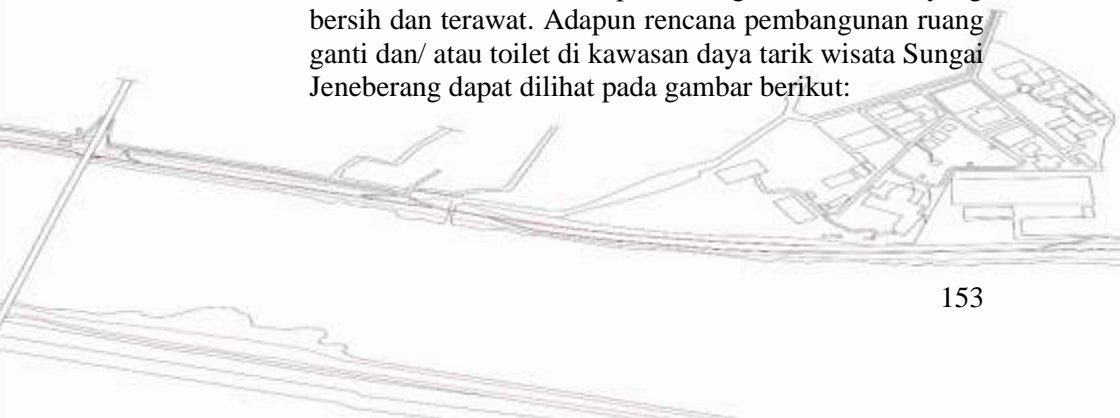 bersih dan terawat. Adapun rencana pembangunan ruang
ganti dan/ atau toilet di kawasan daya tarik wisata Sungai
Jeneberang dapat dilihat pada gambar berikut:
153